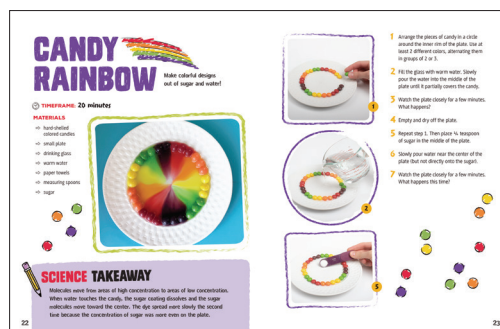 CANDY
RAINBOW
Make colorful designs
out of sugar and water!
TIMEFRAME: 20 minutes
MATERIALS
hard-shelled
colored candies
small plate
drinking glass
warm water
paper towels
measuring spoons
sugar
SCIENCE TAKEAWAY
Molecules move from areas of high concentration to areas of low concentration.
When water touches the candy, the sugar coating dissolves and the sugar
molecules move toward the center. The dye spread more slowly the second
time because the concentration of sugar was more even on the plate.
22
1
2
5
1 Arrange the pieces of candy in a circle
around the inner rim of the plate. Use at
least 2 different colors, alternating them
in groups of 2 or 3.
2 Fill the glass with warm water. Slowly
pour the water into the middle of the
plate until it partially covers the candy.
3 Watch the plate closely for a few minutes.
What happens?
4 Empty and dry off the plate.
5 Repeat step 1. Then place teaspoon
of sugar in the middle of the plate.
6 Slowly pour water near the center of the
plate (but not directly onto the sugar).
7 Watch the plate closely for a few minutes.
What happens this time?
23